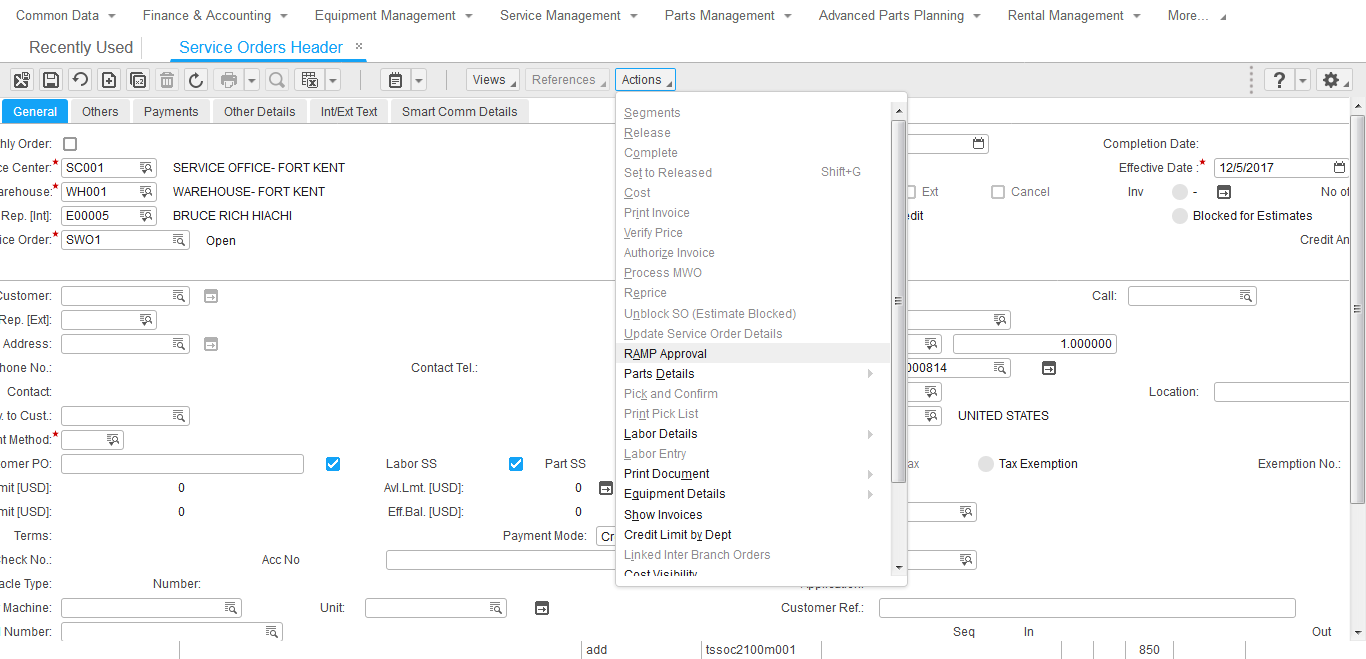 Common Data Finance & Accounting Equipment Management Service Management Parts Management Advanced Parts Planning Rental Management More...
Recently Used Service Orders Header ×
Views References Actions ?
General Others Payments Other Details Int/Ext Text Smart Comm Details
Segments
hly Order: Release Completion Date:
Complete
ce Center:* SC001 SERVICE OFFICE- FORT KENT Set to Released Shift+G Effective Date :* 12/5/2017
arehouse:* WH001 WAREHOUSE- FORT KENT Cost Ext Cancel Inv - No of
Rep. [Int]: E00005 BRUCE RICH HIACHI Print Invoice edit Blocked for Estimates
Verify Price
ice Order:* SWO1 Open Authorize Invoice Credit An
Process MWO
Customer: Reprice Call:
Rep. [Ext]: Unblock SO (Estimate Blocked)
Address: Update Service Order Details 1.000000
RAMP Approval
hone No.: Contact Tel.: Parts Details 000814
Contact: Pick and Confirm Location:
y. to Cust.: Print Pick List UNITED STATES
nt Method:* Labor Details
Labor Entry
omer PO: Labor SS Part SS Print Document ax Tax Exemption Exemption No.:
mit [USD]: 0 Avl.Lmt. [USD]: 0 Equipment Details
mit [USD]: 0 Eff.Bal. [USD]: 0 Show Invoices
Terms: Payment Mode: Cr Credit Limit by Dept
heck No.: Acc No Linked Inter Branch Orders
Cost Visibility
acle Type: Number: Application:
Machine: Unit: Customer Ref.:
l Number: Seq In Out
add tssoc2100m001 850